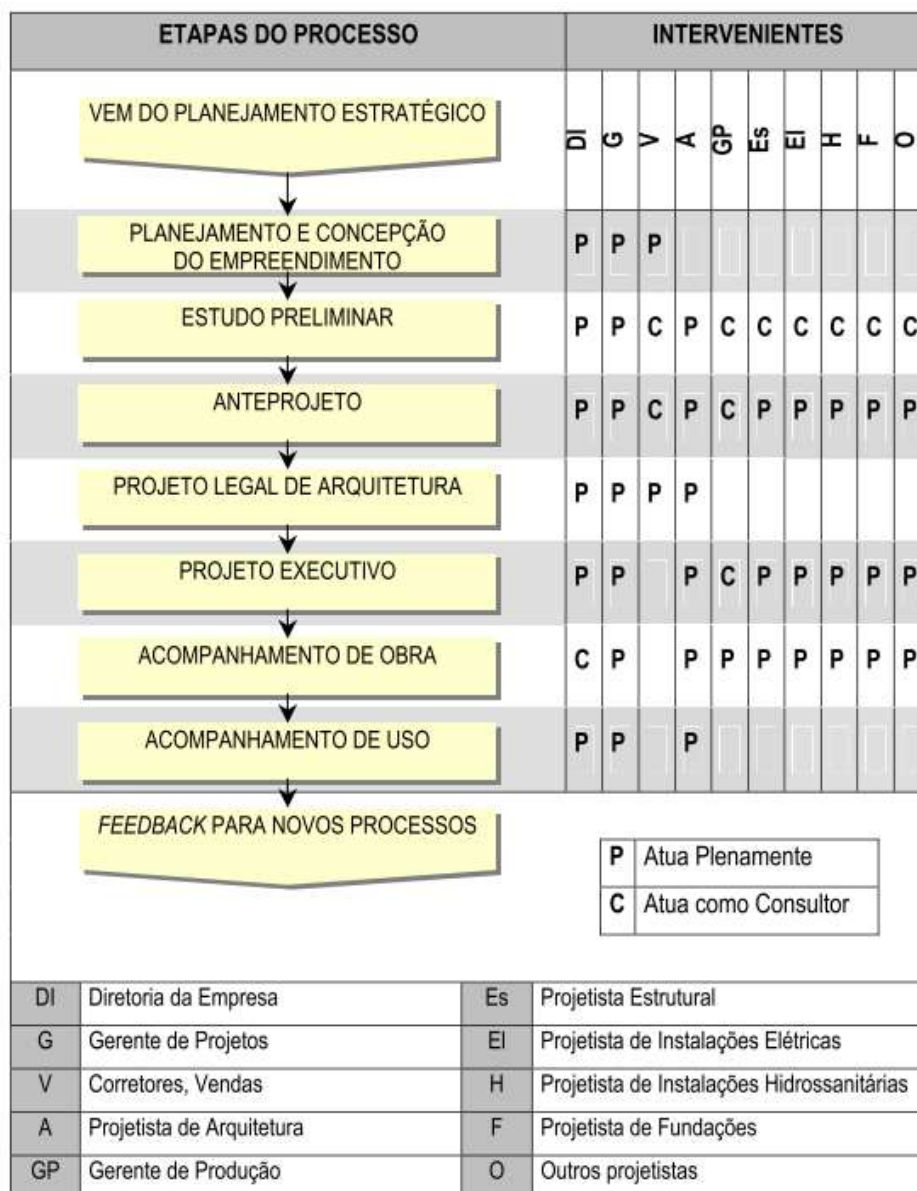 ETAPAS DO PROCESSO INTERVENIENTES
VEM DO PLANEJAMENTO ESTRATÉGICO
DI G V A GP Es El H F O
PLANEJAMENTO E CONCEPÇÃO
DO EMPREENDIMENTO
P P P
ESTUDO PRELIMINAR
P P C P C C C C C C
ANTEPROJETO
P P C P C P P P P P
PROJETO LEGAL DE ARQUITETURA
P P P P
PROJETO EXECUTIVO
P P P C P P P P P
ACOMPANHAMENTO DE OBRA
C P P P P P P P P
ACOMPANHAMENTO DE USO
P P P
FEEDBACK PARA NOVOS PROCESSOS
P Atua Plenamente
C Atua como Consultor
DI Diretoria da Empresa Es Projetista Estrutural
G Gerente de Projetos El Projetista de Instalações Elétricas
V Corretores, Vendas H Projetista de Instalações Hidrossanitárias
A Projetista de Arquitetura F Projetista de Fundações
GP Gerente de Produção O Outros projetistas